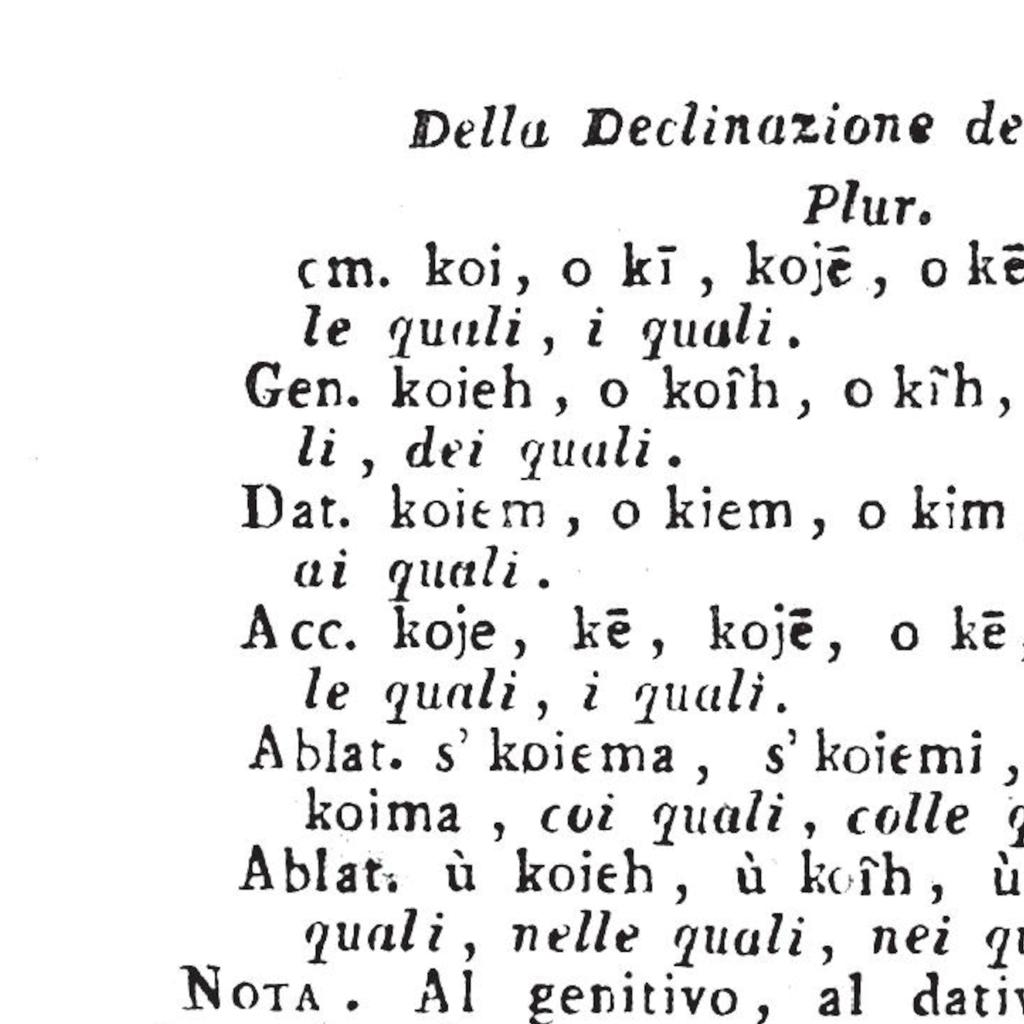 Della Declinazione de
Plur.
cm. koi, o kī, kojē, o kē
le quali, i quali.
Gen. koieh, o koîh, o kĩh,
li, dei quali.
Dat. koiem, o kiem, o kim
ai quali.
Acc. koje, kē, kojē, o kē,
le quali, i quali.
Ablat. s' koiema, s' koiemi,
koima, coi quali, colle q
Ablat. ù koieh, ù koîh, ù
quali, nelle quali, nei qu
NOTA. Al genitivo, al dativ